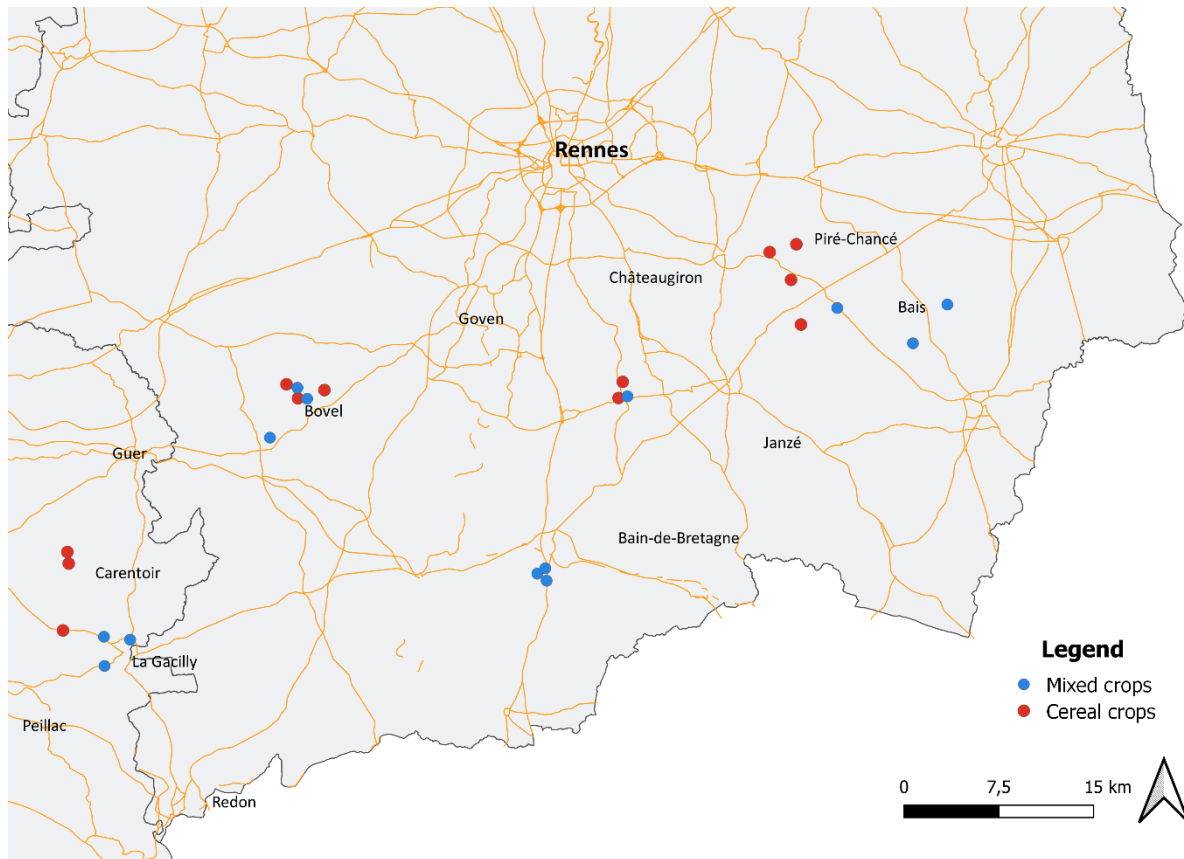 Rennes
Piré-Chancé
Châteaugiron
Bais
Goven
Bovel
Janzé
Guer
Bain-de-Bretagne
Carentoir
La Gacilly
Peillac
Redon
Legend
Mixed crops
Cereal crops
0 7,5 15 km